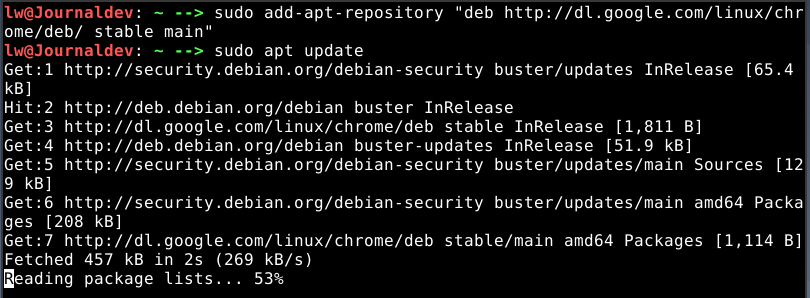 lw@Journaldev: ~ --> sudo add-apt-repository "deb http://dl.google.com/linux/chr
ome/deb/ stable main"
lw@Journaldev: ~ --> sudo apt update
Get:1 http://security.debian.org/debian-security buster/updates InRelease [65.4
kB]
Hit:2 http://deb.debian.org/debian buster InRelease
Get:3 http://dl.google.com/linux/chrome/deb stable InRelease [1,811 B]
Get:4 http://deb.debian.org/debian buster-updates InRelease [51.9 kB]
Get:5 http://security.debian.org/debian-security buster/updates/main Sources [12
9 kB]
Get:6 http://security.debian.org/debian-security buster/updates/main amd64 Packa
ges [208 kB]
Get:7 http://dl.google.com/linux/chrome/deb stable/main amd64 Packages [1,114 B]
Fetched 457 kB in 2s (269 kB/s)
Reading package lists... 53%